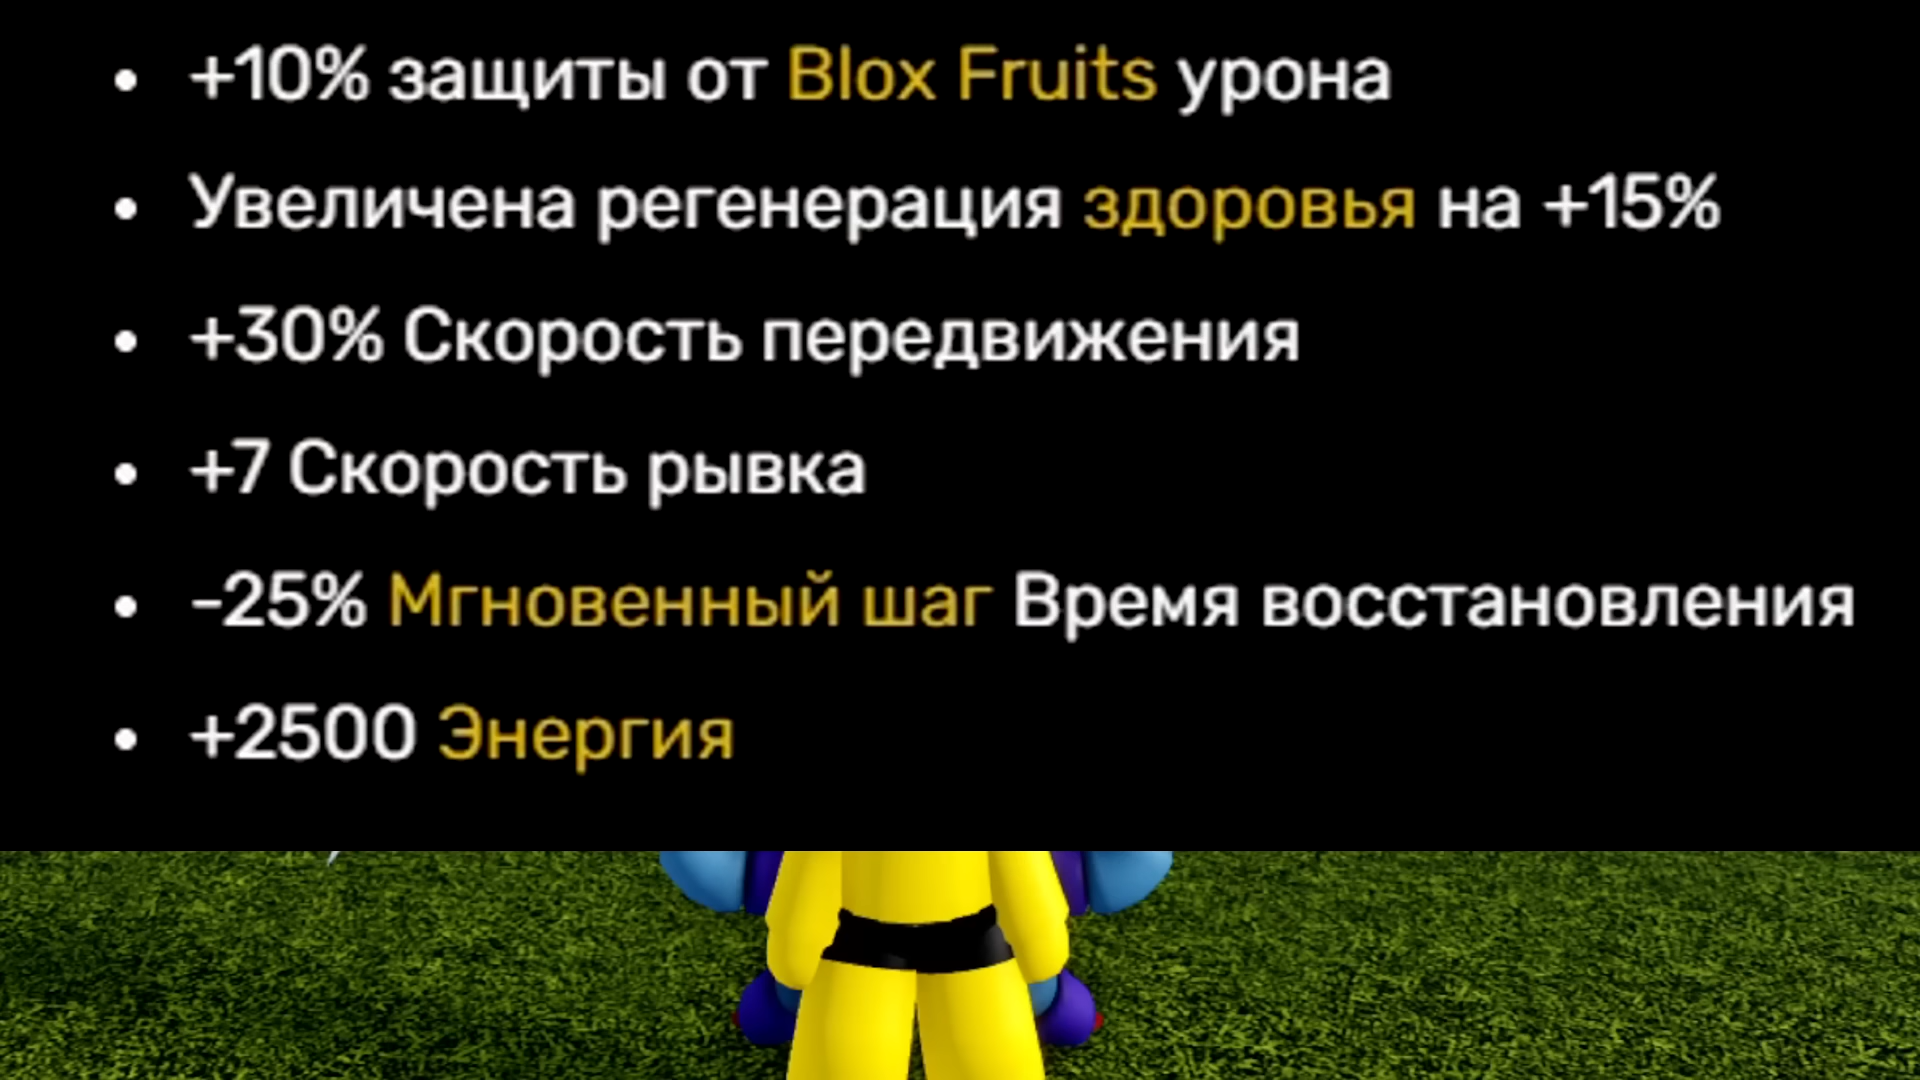 • +10% защиты от Blox Fruits урона
• Увеличена регенерация здоровья на +15%
• +30% Скорость передвижения
• +7 Скорость рывка
• -25% Мгновенный шаг Время восстановления
• +2500 Энергия